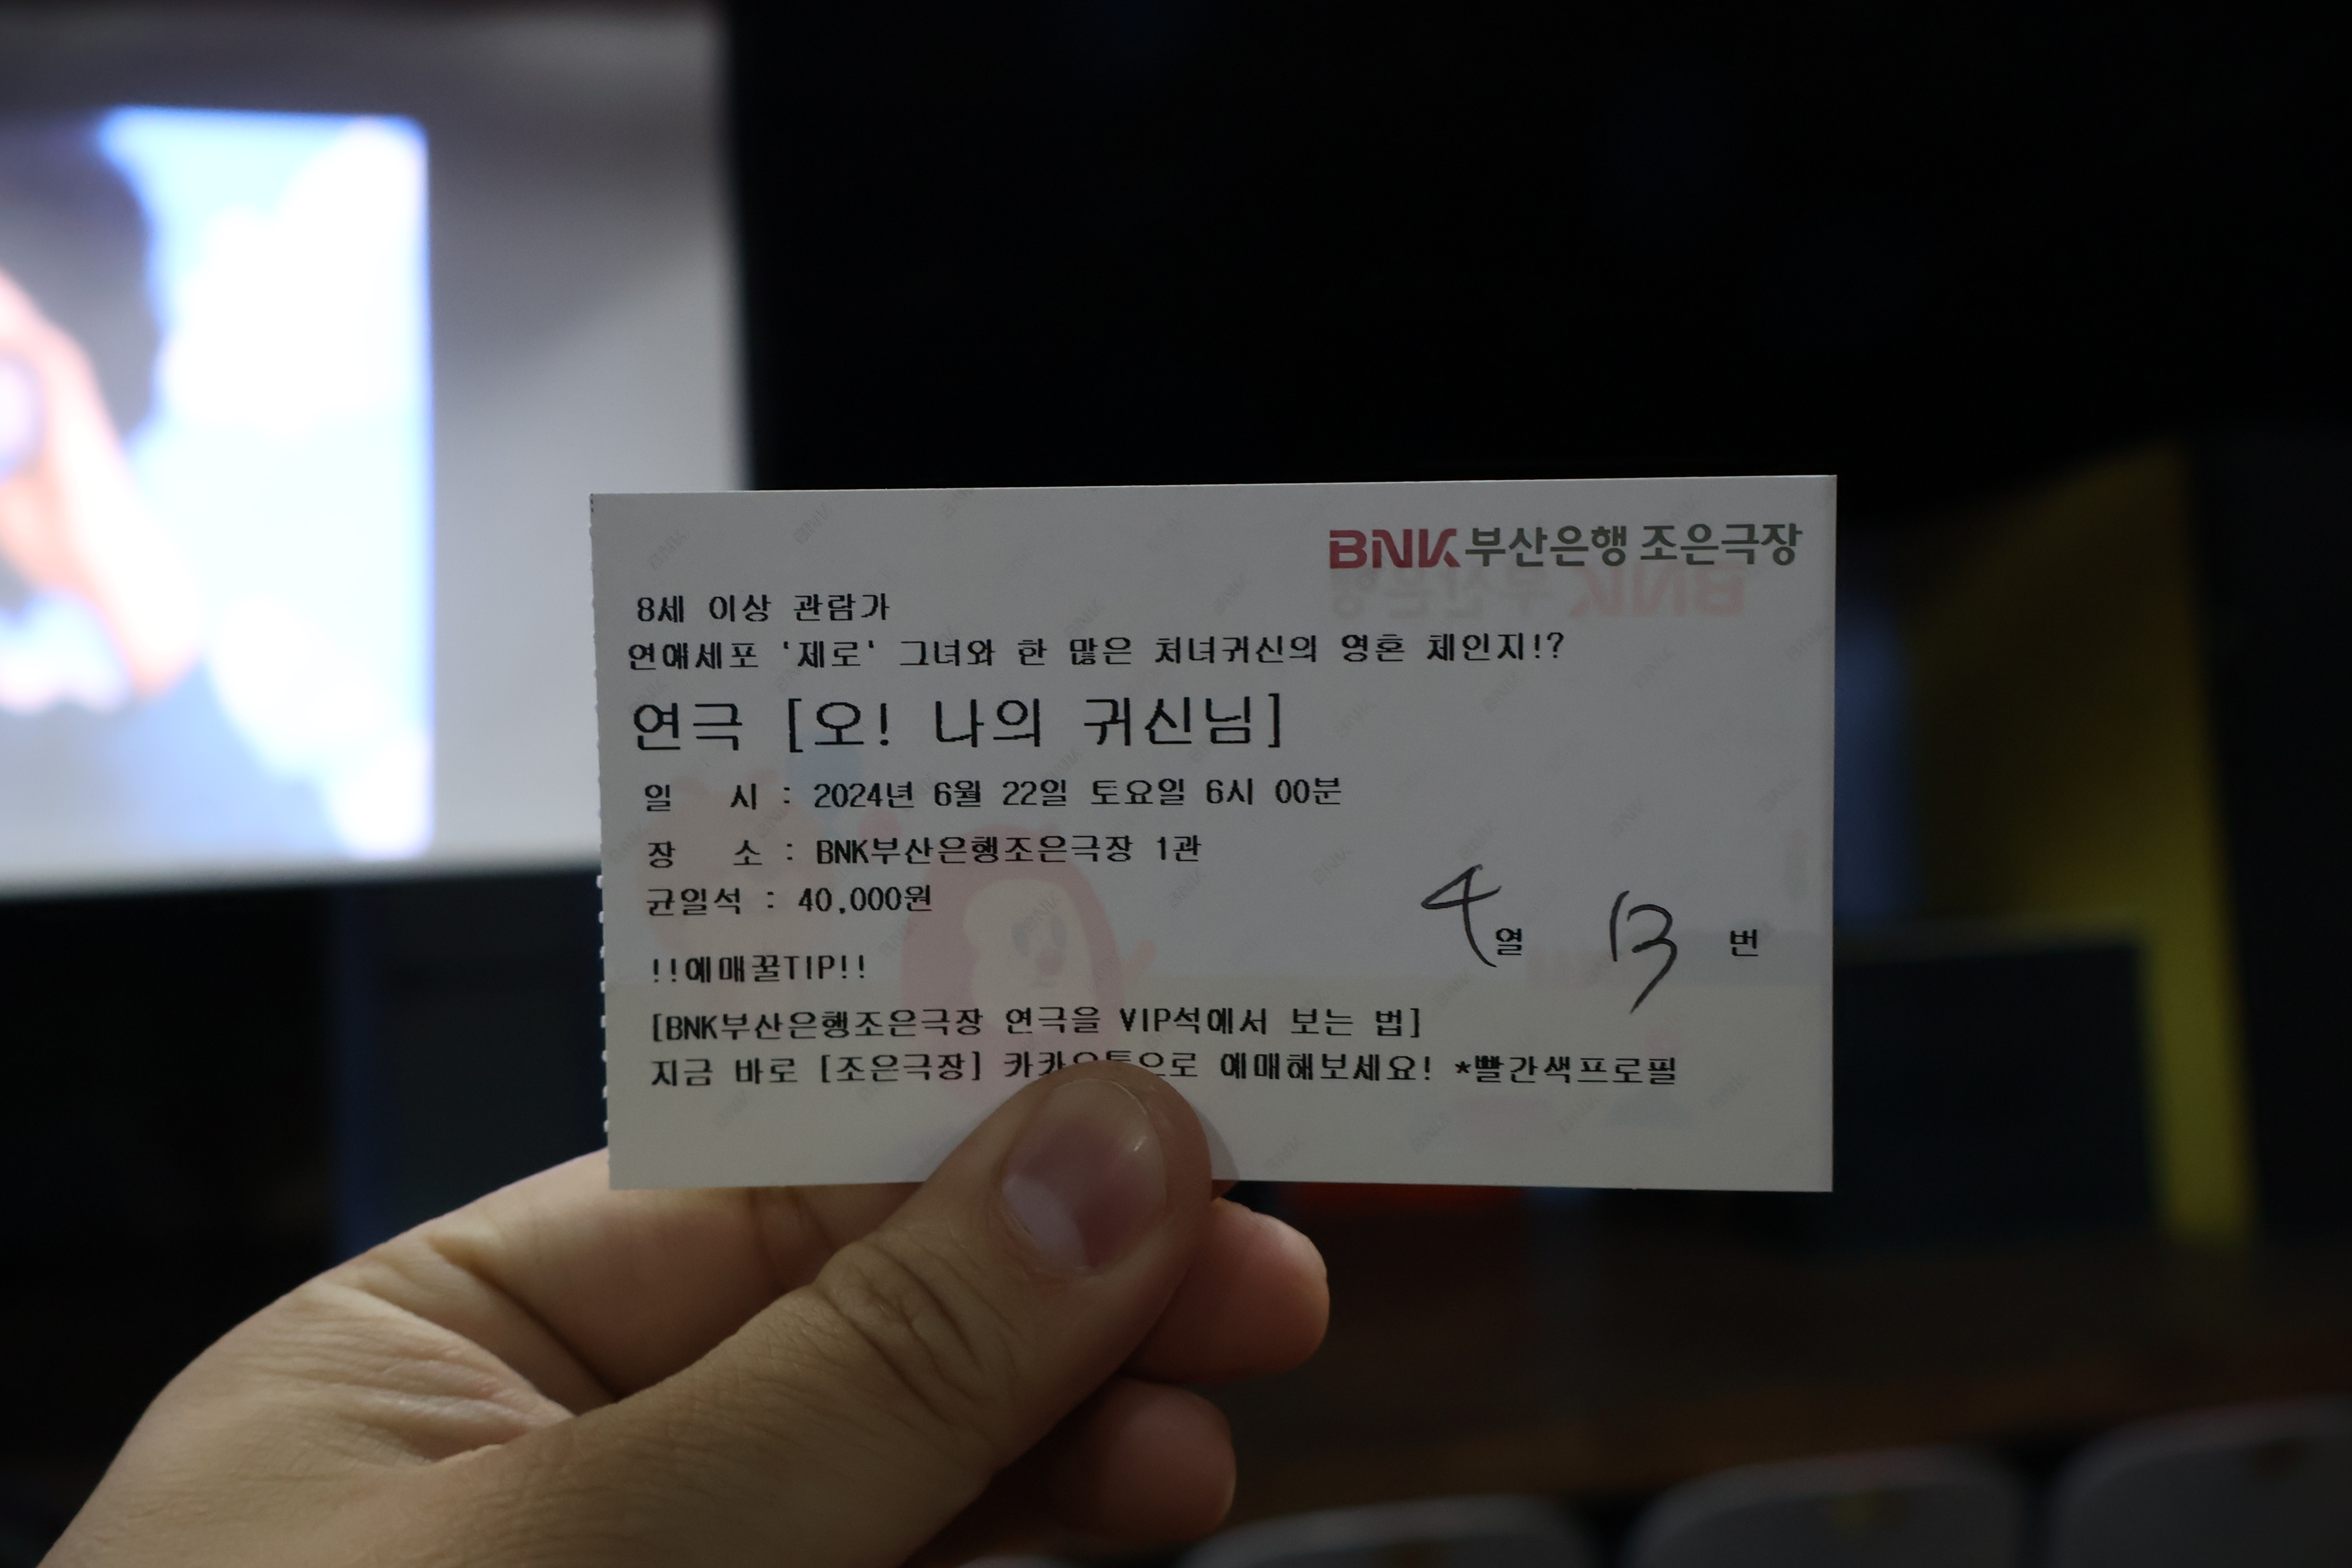 BNK 부산은행 조은극장
8세 이상 관람가
연애세포 '제로' 그녀와 한 많은 처녀귀신의 영혼 체인지!?
연극 [오! 나의 귀신님]
일 시 : 2024년 6월 22일 토요일 6시 00분
장 소 : BNK부산은행조은극장 1관
균일석 : 40,000원
4열 13번
!!예매꿀TIP!!
[BNK부산은행조은극장 연극을 VIP석에서 보는 법]
지금 바로 [조은극장] 카카오톡으로 예매해보세요! *빨간색프로필